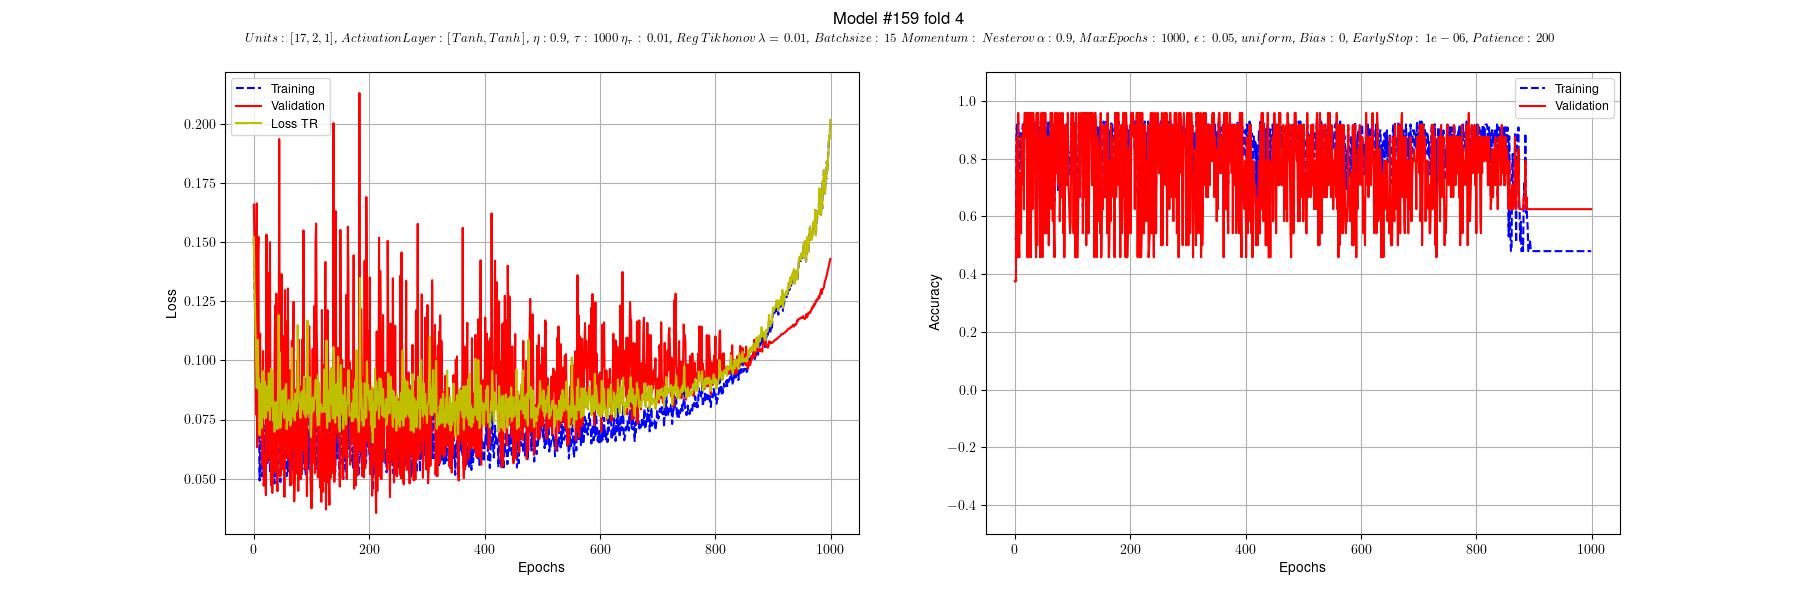 Model #159 fold 4
Units : [17, 2, 1], ActivationLayer : [Tanh, Tanh], η : 0.9, τ : 1000 η_τ : 0.01, Reg Tikhonov λ = 0.01, Batchsize : 15 Momentum : Nesterov α : 0.9, MaxEpochs : 1000, ϵ : 0.05, uniform, Bias : 0, EarlyStop : 1e − 06, Patience : 200
Training
Validation
Loss TR
0.200
0.175
0.150
0.125
0.100
0.075
0.050
Loss
0 200 400 600 800 1000
Epochs
Training
Validation
1.0
0.8
0.6
0.4
0.2
0.0
−0.2
−0.4
Accuracy
0 200 400 600 800 1000
Epochs